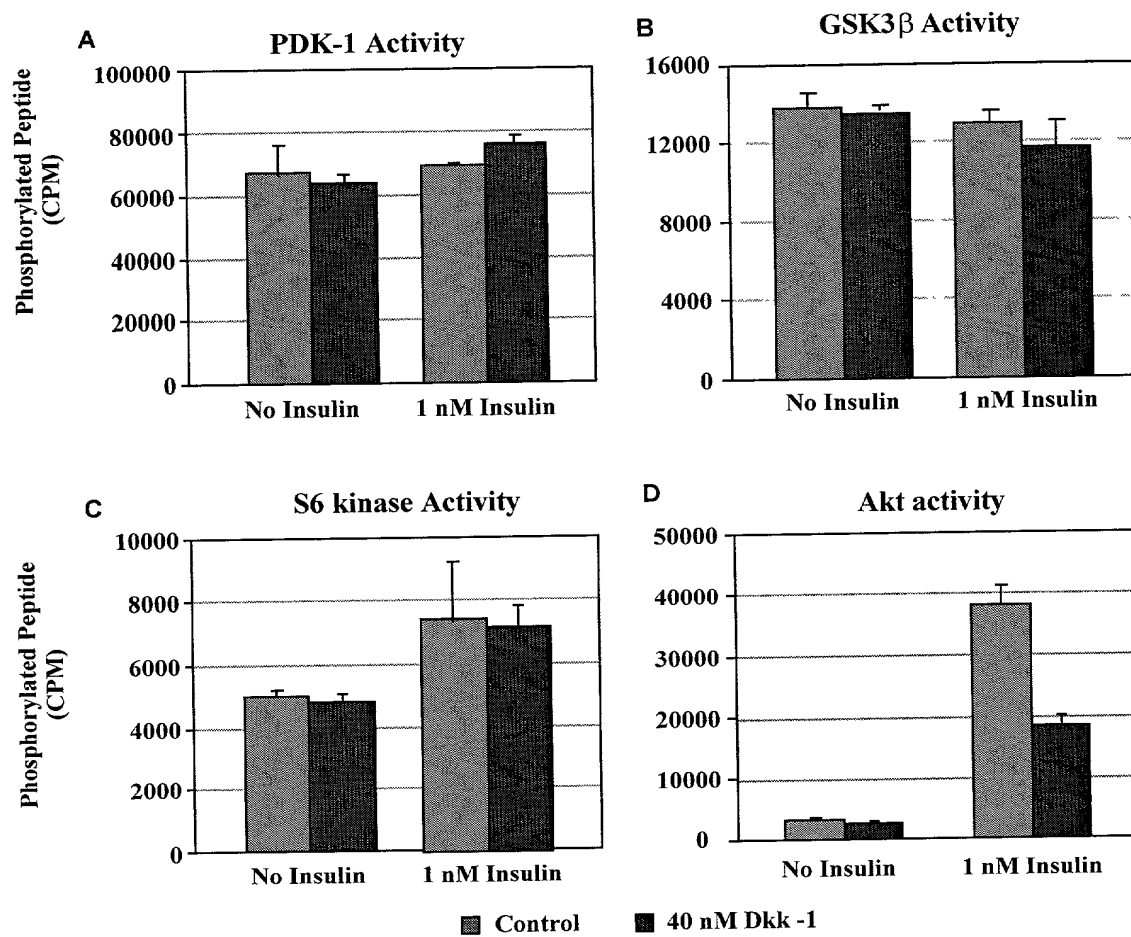 A
PDK-1 Activity
Phosphorylated Peptide
(CPM)
100000
80000
60000
40000
20000
0
No Insulin
1 nM Insulin
B
GSK3β Activity
16000
12000
8000
4000
0
No Insulin
1 nM Insulin
C
S6 kinase Activity
Phosphorylated Peptide
(CPM)
10000
8000
6000
4000
2000
0
No Insulin
1 nM Insulin
D
Akt activity
50000
40000
30000
20000
10000
0
No Insulin
1 nM Insulin
Control
40 nM Dkk -1